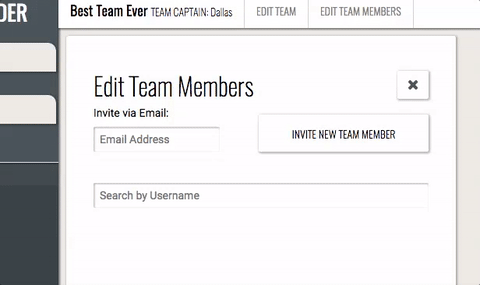 DER
Best Team Ever TEAM CAPTAIN: Dallas EDIT TEAM EDIT TEAM MEMBERS
Edit Team Members
Invite via Email:
Email Address
INVITE NEW TEAM MEMBER
Search by Username